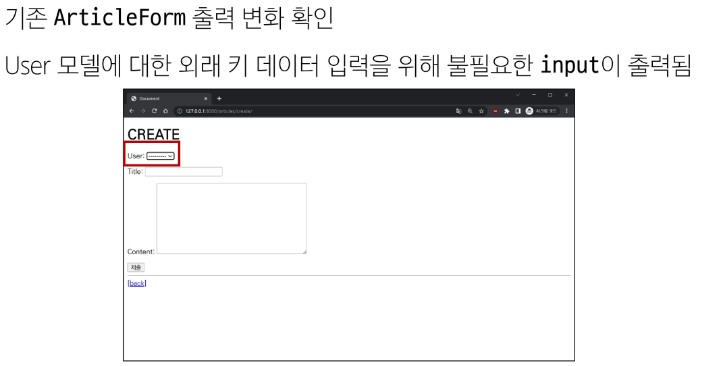 기존 ArticleForm 출력 변화 확인
User 모델에 대한 외래 키 데이터 입력을 위해 불필요한 input이 출력됨
Document
127.0.0.1:8000/articles/create/
CREATE
User: ---------
Title:
Content:
제출
[back]